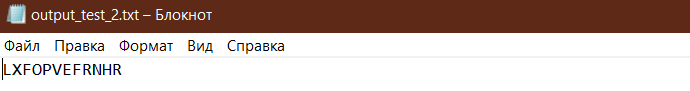 output_test_2.txt – Блокнот
Файл Правка Формат Вид Справка
LXFOPVEFRNHR